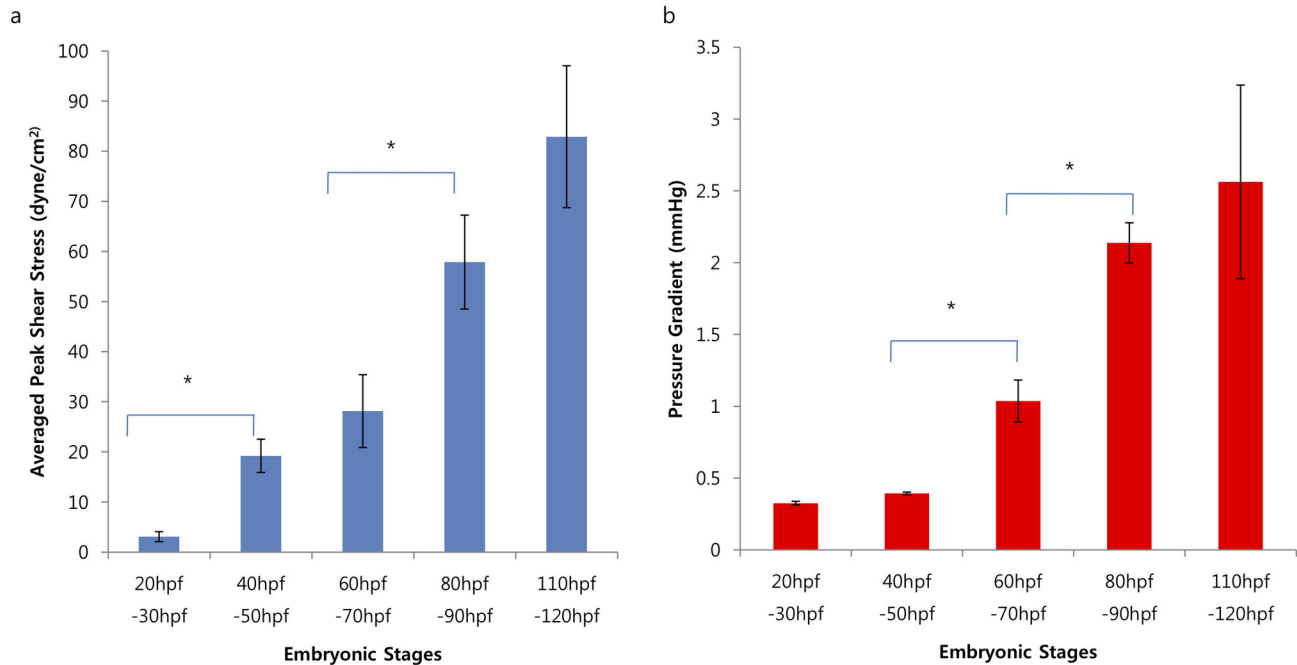 a
Averaged Peak Shear Stress (dyne/cm²⁾
100
90
80
70
60
50
40
30
20
10
0
*
*
20hpf 40hpf 60hpf 80hpf 110hpf
-30hpf -50hpf -70hpf -90hpf -120hpf
Embryonic Stages
b
Pressure Gradient (mmHg)
3.5
3
2.5
2
1.5
1
0.5
0
*
*
20hpf 40hpf 60hpf 80hpf 110hpf
-30hpf -50hpf -70hpf -90hpf -120hpf
Embryonic Stages